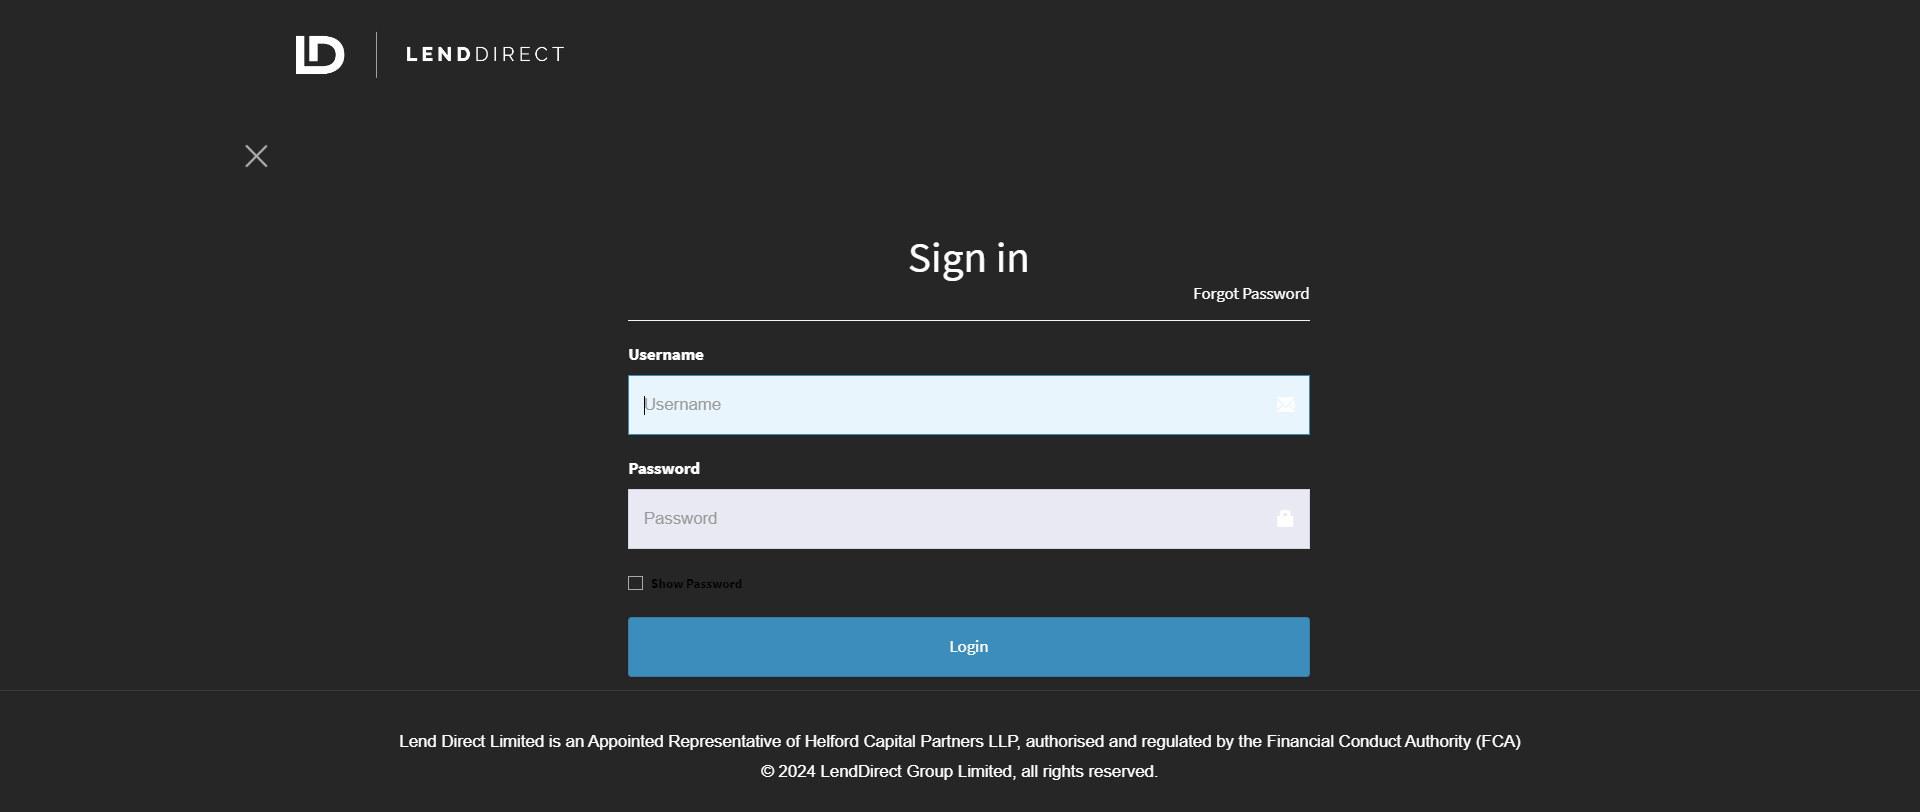 LD
LENDDIRECT
Sign in
Forgot Password
Username
Username
Password
Password
Show Password
Login
Lend Direct Limited is an Appointed Representative of Helford Capital Partners LLP, authorised and regulated by the Financial Conduct Authority (FCA)
© 2024 LendDirect Group Limited, all rights reserved.